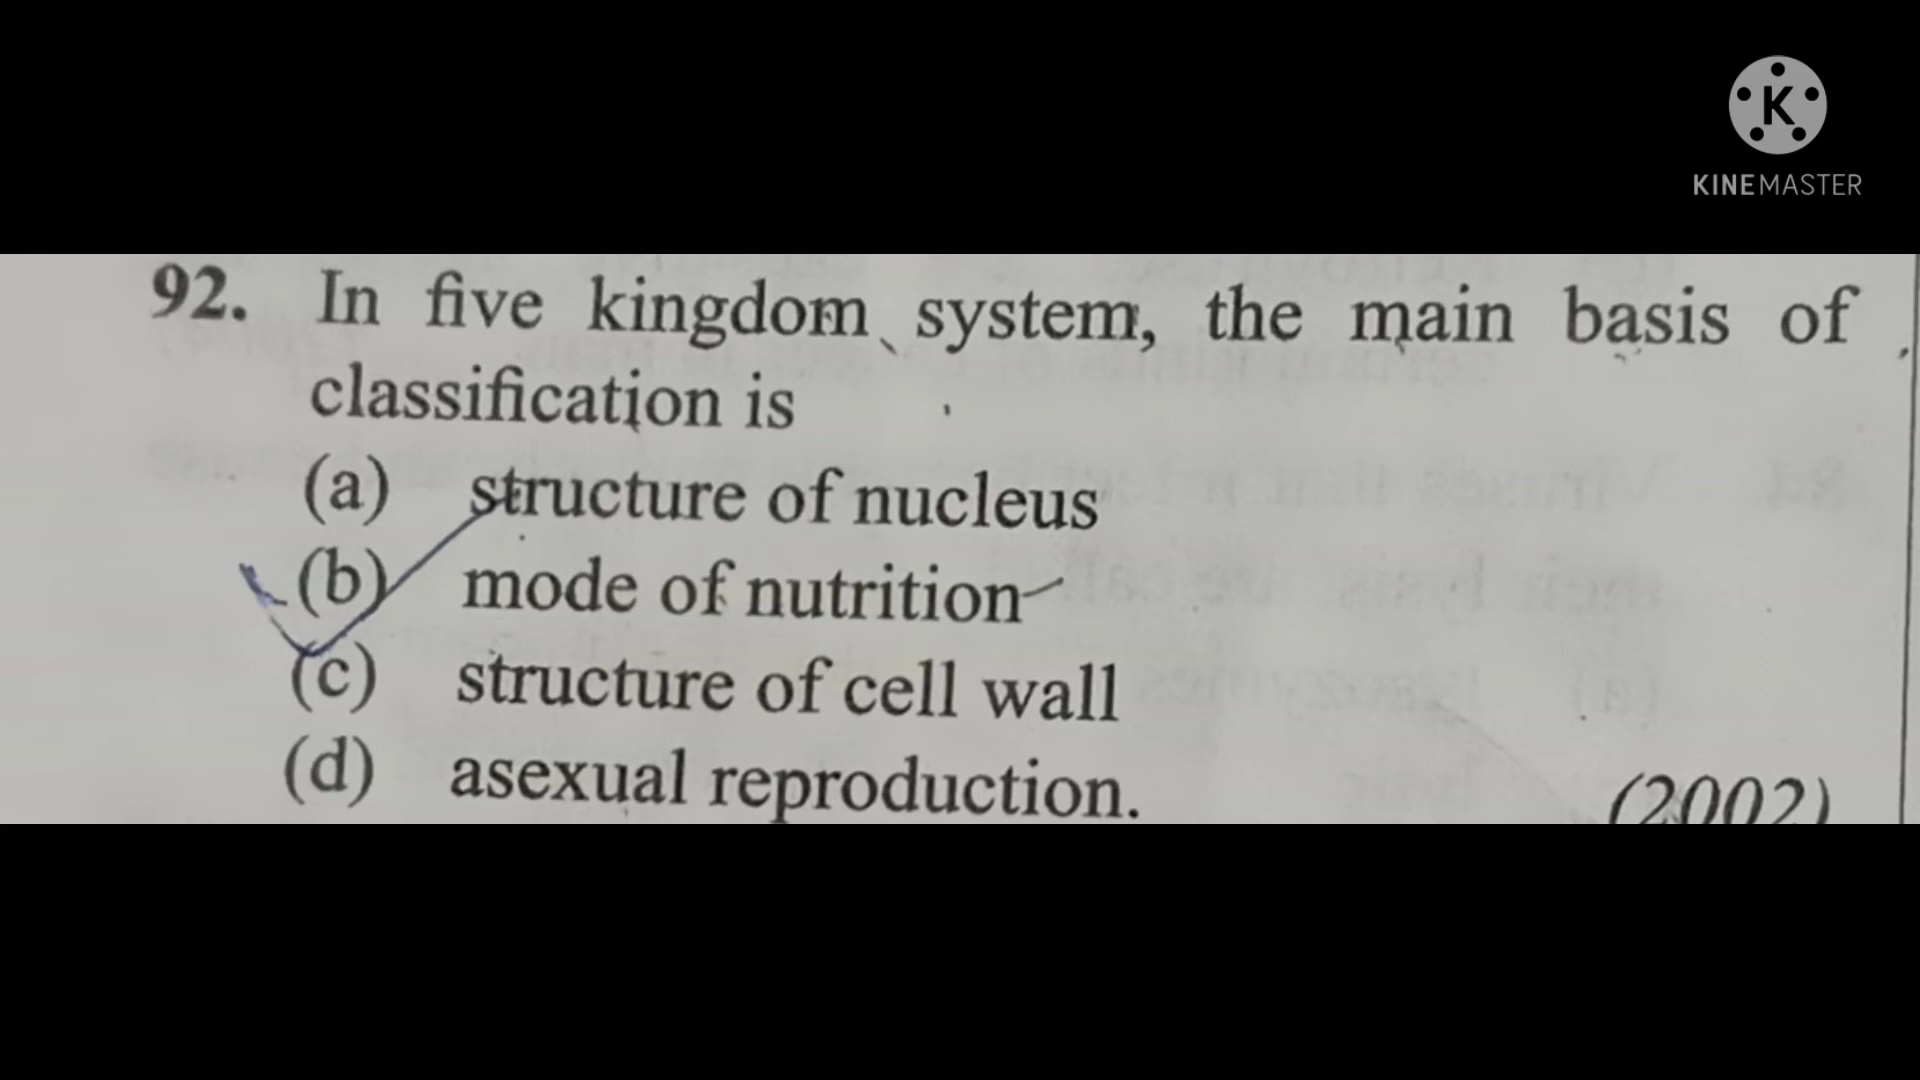 K
KINEMASTER
92. In five kingdom system, the main basis of
classification is
(a) structure of nucleus
(b) mode of nutrition
(c) structure of cell wall
(d) asexual reproduction.
(2002)